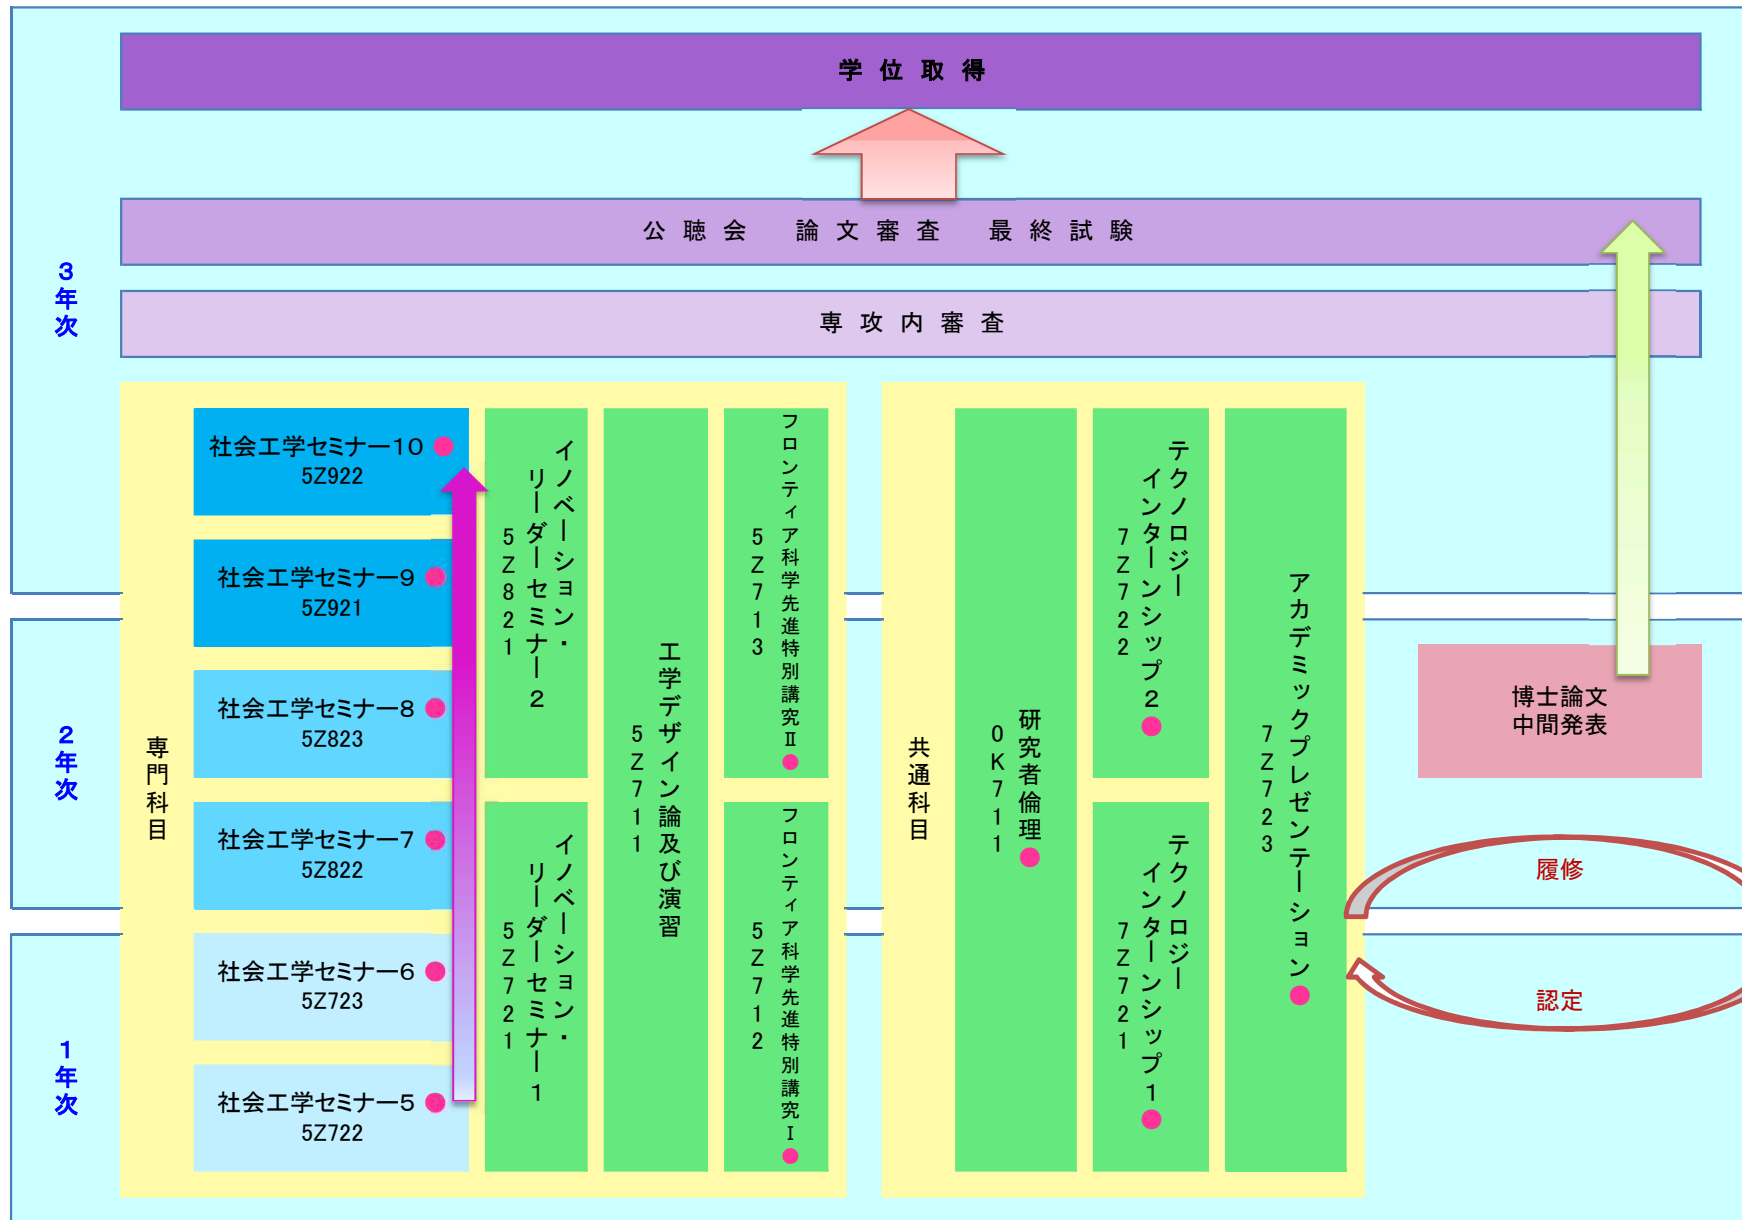 学位取得
公聴会　論文審査　最終試験
専攻内審査
3年次
2年次
1年次
専門科目
社会工学セミナー10
5Z922
社会工学セミナー9
5Z921
社会工学セミナー8
5Z823
社会工学セミナー7
5Z822
社会工学セミナー6
5Z723
社会工学セミナー5
5Z722
イノベーション・
リーダーセミナー2
5Z821
イノベーション・
リーダーセミナー1
5Z721
工学デザイン論及び演習
5Z711
フロンティア科学先進特別講究Ⅱ
5Z713
フロンティア科学先進特別講究Ⅰ
5Z712
共通科目
研究者倫理
0K711
テクノロジー
インターンシップ2
7Z722
テクノロジー
インターンシップ1
7Z721
アカデミックプレゼンテーション
7Z723
博士論文
中間発表
履修
認定